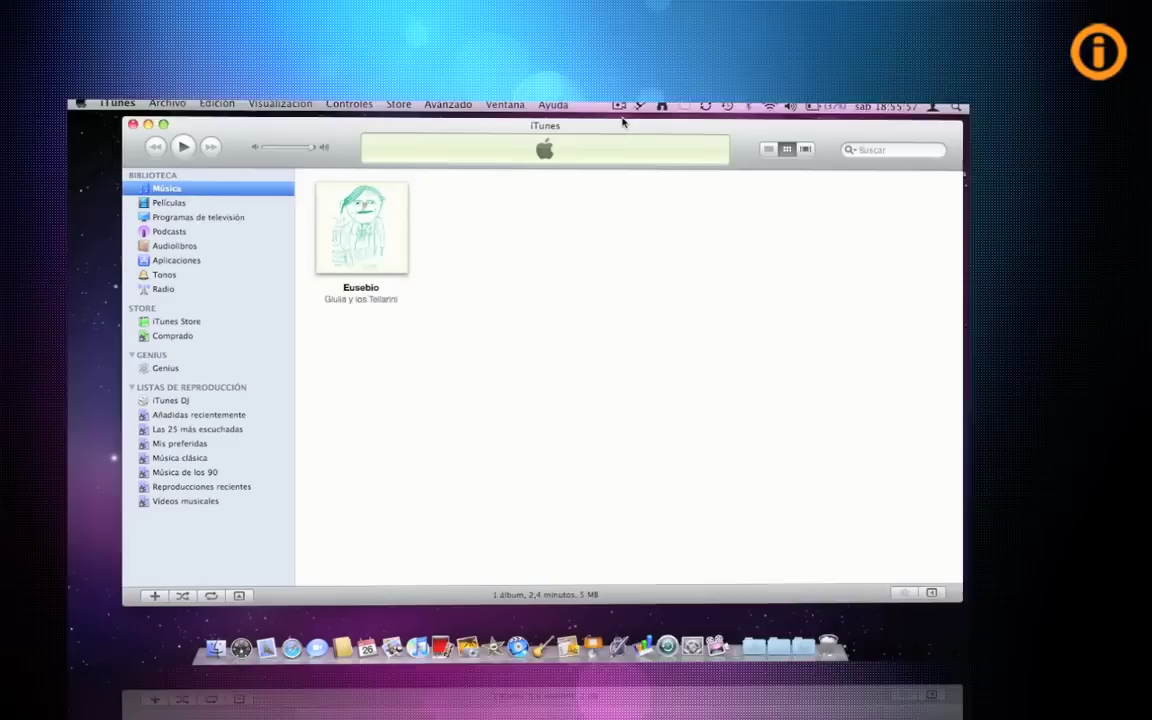 iTunes Archivo Edición Visualización Controles Store Avanzado Ventana Ayuda
sáb 18:55:57
iTunes
Buscar
BIBLIOTECA
Música
Películas
Programas de televisión
Podcasts
Audiolibros
Aplicaciones
Tonos
Radio
STORE
iTunes Store
Comprado
GENIUS
Genius
LISTAS DE REPRODUCCIÓN
iTunes DJ
Añadidas recientemente
Las 25 más escuchadas
Mis preferidas
Música clásica
Música de los 90
Reproducciones recientes
Vídeos musicales
Eusebio
Giulia y los Tellarini
1 álbum, 2,4 minutos, 5 MB
26